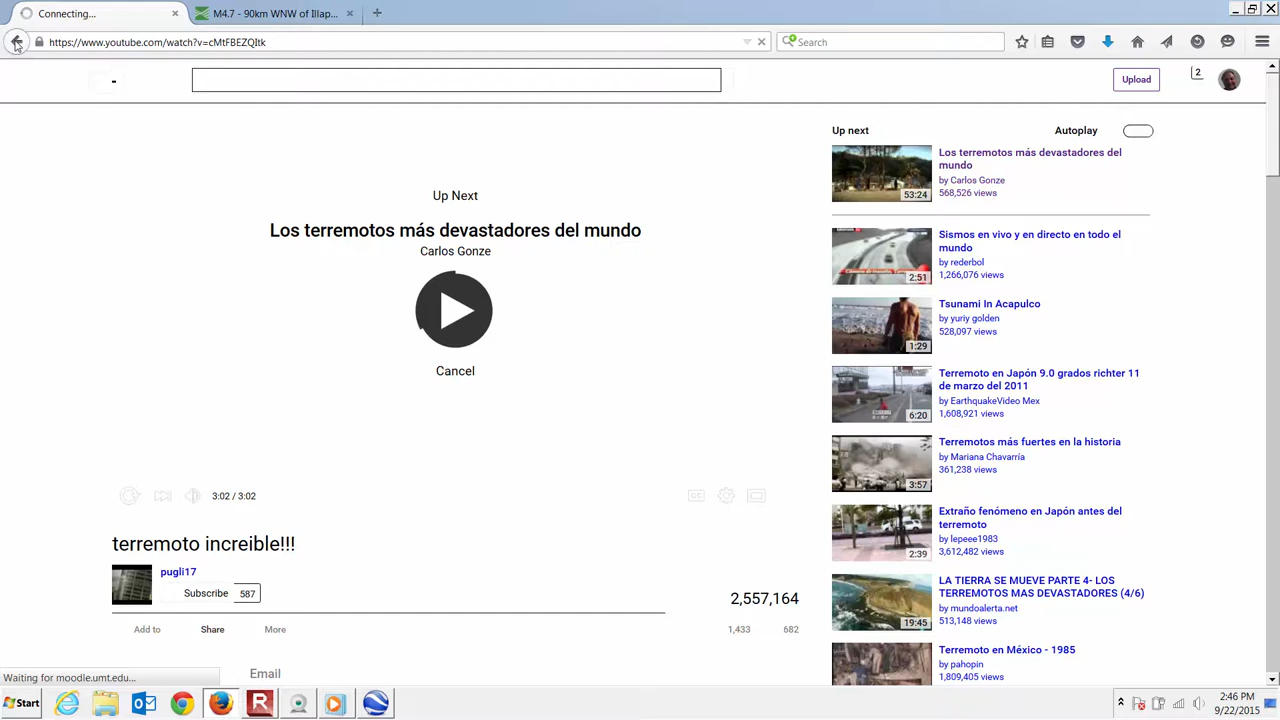 Connecting...
M4.7 - 90km WNW of Illap...
https://www.youtube.com/watch?v=cMtFBEZQItk
Search
Upload
2
Up Next
Los terremotos más devastadores del mundo
Carlos Gonze
Cancel
3:02 / 3:02
CC
terremoto increible!!!
pugli17
Subscribe 587
2,557,164
Add to
Share
More
1,433
682
Email
Up next
Autoplay
53:24
Los terremotos más devastadores del
mundo
by Carlos Gonze
568,526 views
2:51
Sismos en vivo y en directo en todo el
mundo
by rederbol
1,266,076 views
1:29
Tsunami In Acapulco
by yuriy golden
528,097 views
6:20
Terremoto en Japón 9.0 grados richter 11
de marzo del 2011
by EarthquakeVideo Mex
1,608,921 views
3:57
Terremotos más fuertes en la historia
by Mariana Chavarría
361,238 views
2:39
Extraño fenómeno en Japón antes del
terremoto
by lepeee1983
3,612,482 views
19:45
LA TIERRA SE MUEVE PARTE 4- LOS
TERREMOTOS MAS DEVASTADORES (4/6)
by mundoalerta.net
513,148 views
Terremoto en México - 1985
by pahopin
1,809,405 views
Waiting for moodle.umt.edu...
Start
2:46 PM
9/22/2015